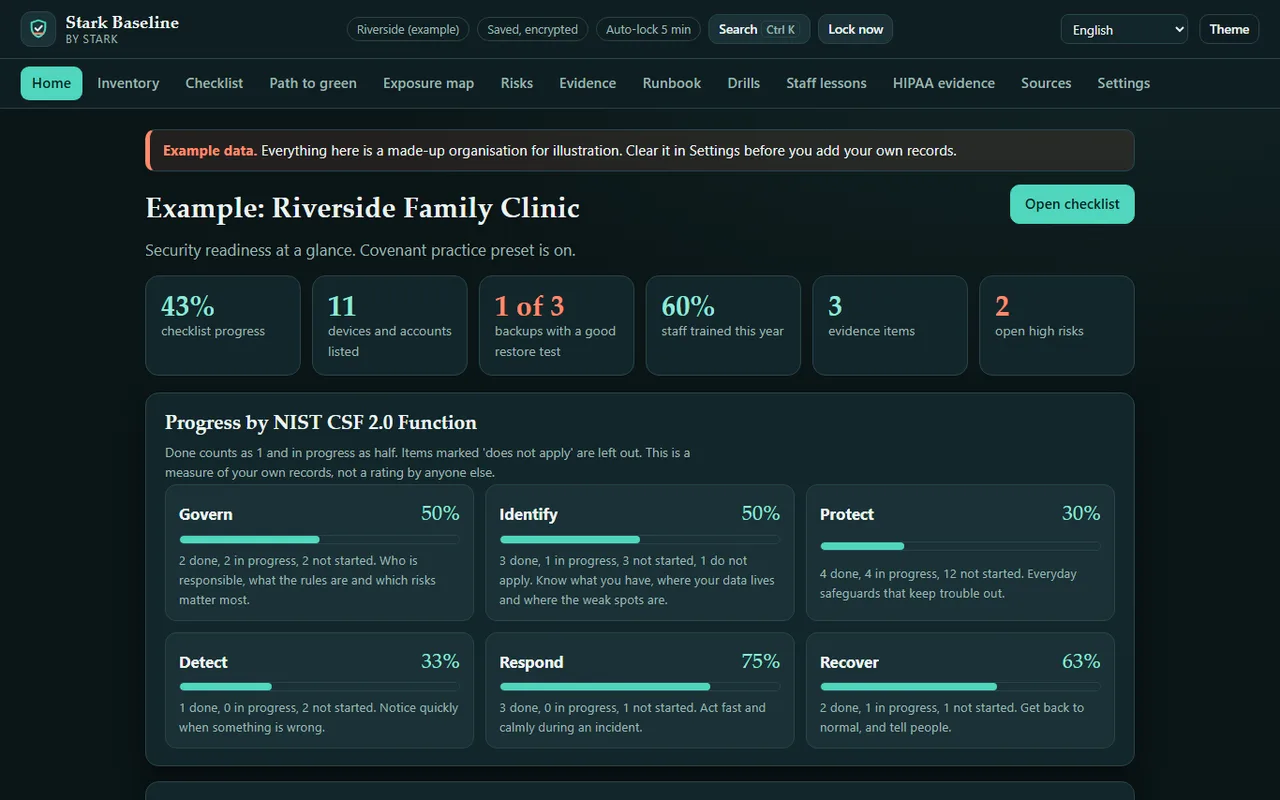 Stark Baseline
BY STARK
Riverside (example)
Saved, encrypted
Auto-lock 5 min
Search Ctrl K
Lock now
English
Theme
Home
Inventory
Checklist
Path to green
Exposure map
Risks
Evidence
Runbook
Drills
Staff lessons
HIPAA evidence
Sources
Settings
Example data. Everything here is a made-up organisation for illustration. Clear it in Settings before you add your own records.
Example: Riverside Family Clinic
Open checklist
Security readiness at a glance. Covenant practice preset is on.
43%
checklist progress
11
devices and accounts
listed
1 of 3
backups with a good
restore test
60%
staff trained this year
3
evidence items
2
open high risks
Progress by NIST CSF 2.0 Function
Done counts as 1 and in progress as half. Items marked 'does not apply' are left out. This is a
measure of your own records, not a rating by anyone else.
Govern 50%
2 done, 2 in progress, 2 not started. Who is
responsible, what the rules are and which risks
matter most.
Identify 50%
3 done, 1 in progress, 3 not started, 1 do not
apply. Know what you have, where your data lives
and where the weak spots are.
Protect 30%
4 done, 4 in progress, 12 not started. Everyday
safeguards that keep trouble out.
Detect 33%
1 done, 0 in progress, 2 not started. Notice quickly
when something is wrong.
Respond 75%
3 done, 0 in progress, 1 not started. Act fast and
calmly during an incident.
Recover 63%
2 done, 1 in progress, 1 not started. Get back to
normal, and tell people.